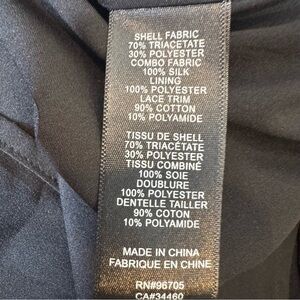 SHELL FABRIC
70% TRIACETATE
30% POLYESTER
COMBO FABRIC
100% SILK
LINING
100% POLYESTER
LACE TRIM
90% COTTON
10% POLYAMIDE
TISSU DE SHELL
70% TRIACÉTATE
30% POLYESTER
TISSU COMBINÉ
100% SOIE
DOUBLURE
100% POLYESTER
DENTELLE TAILLER
90% COTON
10% POLYAMIDE
MADE IN CHINA
FABRIQUE EN CHINE
RN#96705
CA#34460